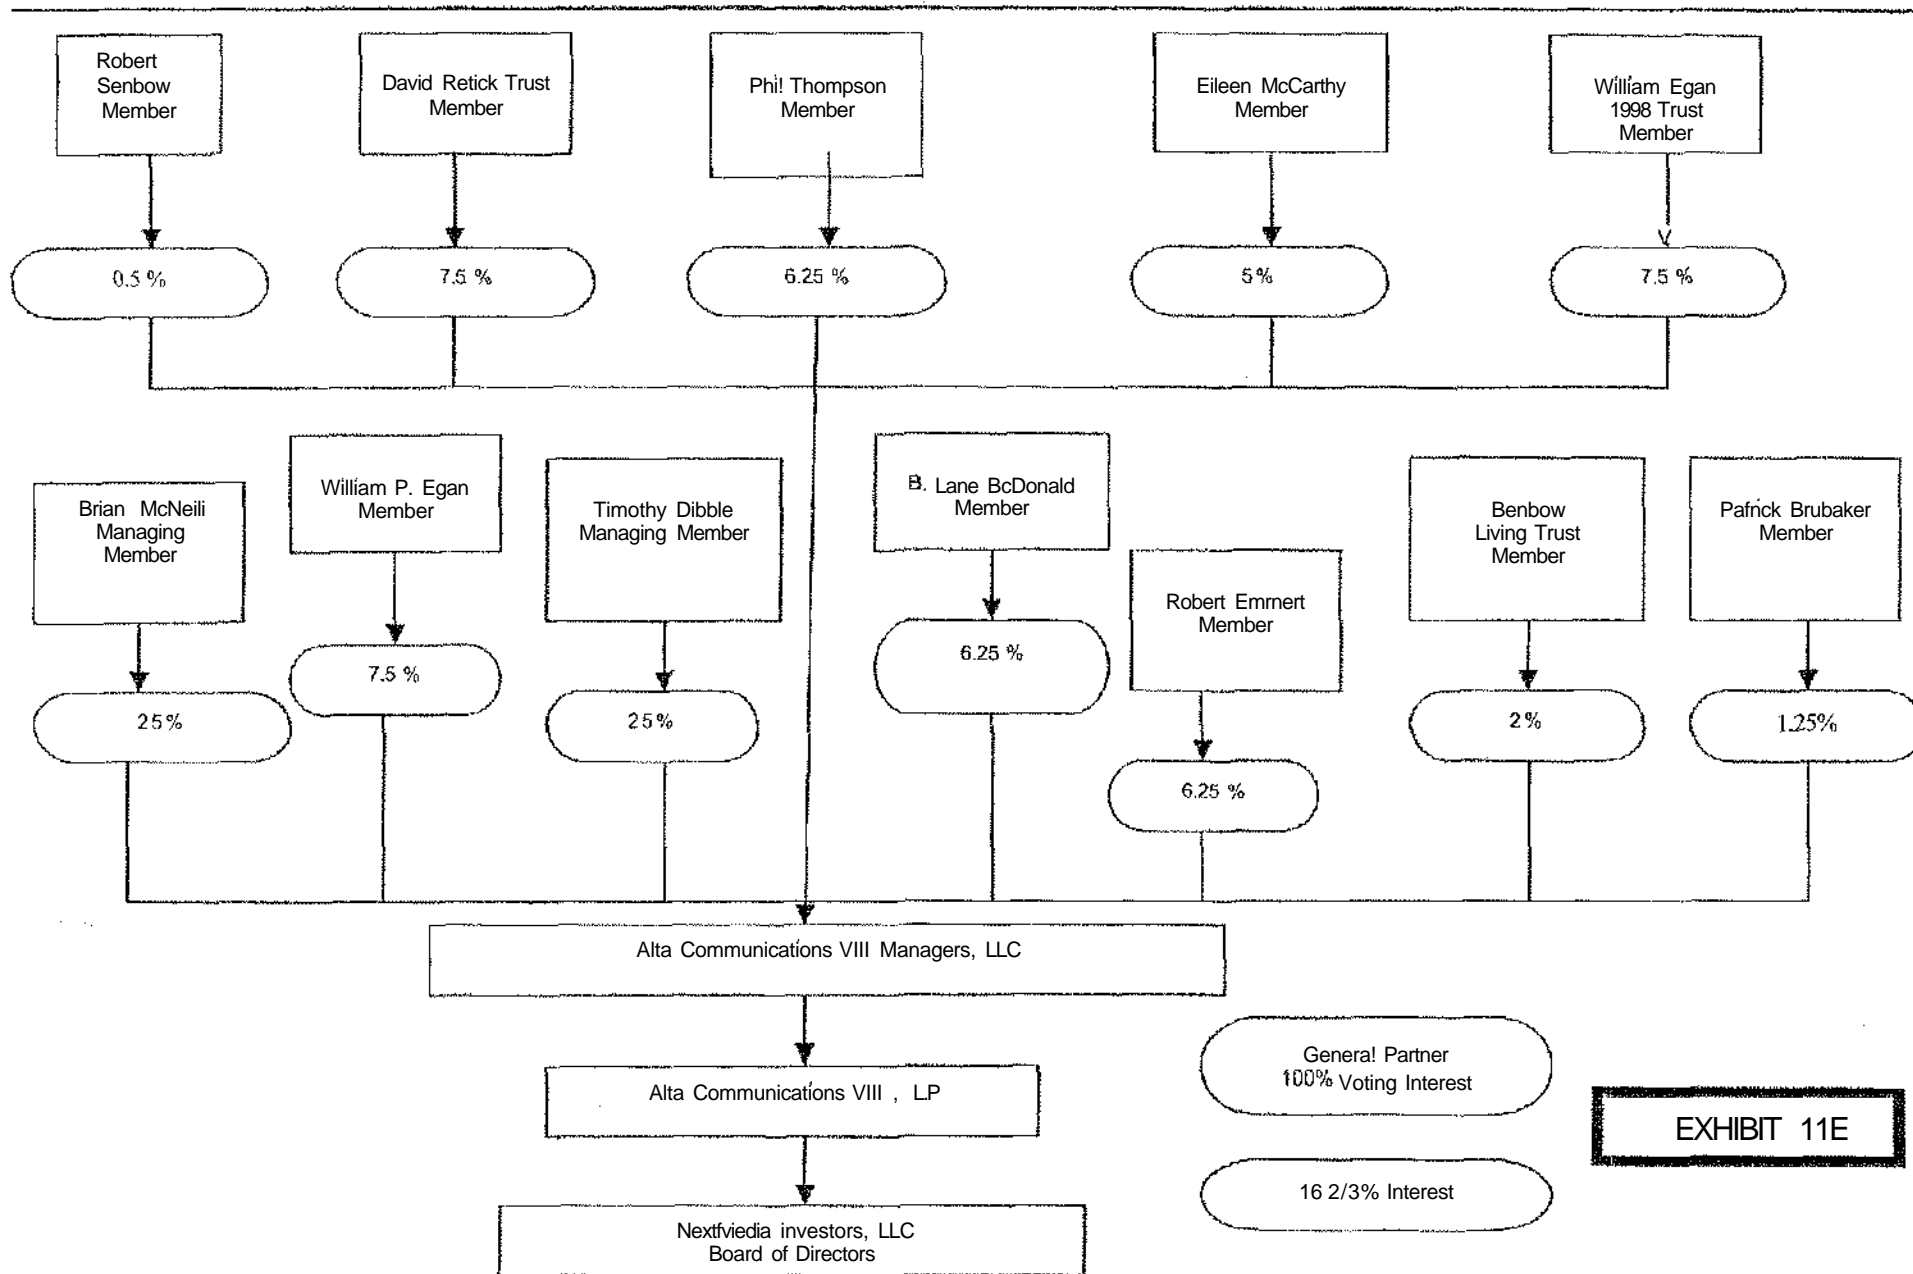 Robert
Senbow
Member
David Retick Trust
Member
Phi! Thompson
Member
Eileen McCarthy
Member
William Egan
1998 Trust
Member
0.5 %
7.5 %
6.25 %
5%
7.5 %
Brian McNeili
Managing
Member
William P. Egan
Member
Timothy Dibble
Managing Member
B. Lane BcDonald
Member
Robert Emrnert
Member
Benbow
Living Trust
Member
Pafrick Brubaker
Member
25%
7.5 %
25%
6.25 %
6.25 %
2%
1.25%
Alta Communications VIII Managers, LLC
Alta Communications VIII , L.P
Nextfviedia investors, LLC
Board of Directors
Genera! Partner
100% Voting Interest
16 2/3% Interest
EXHIBIT 11E